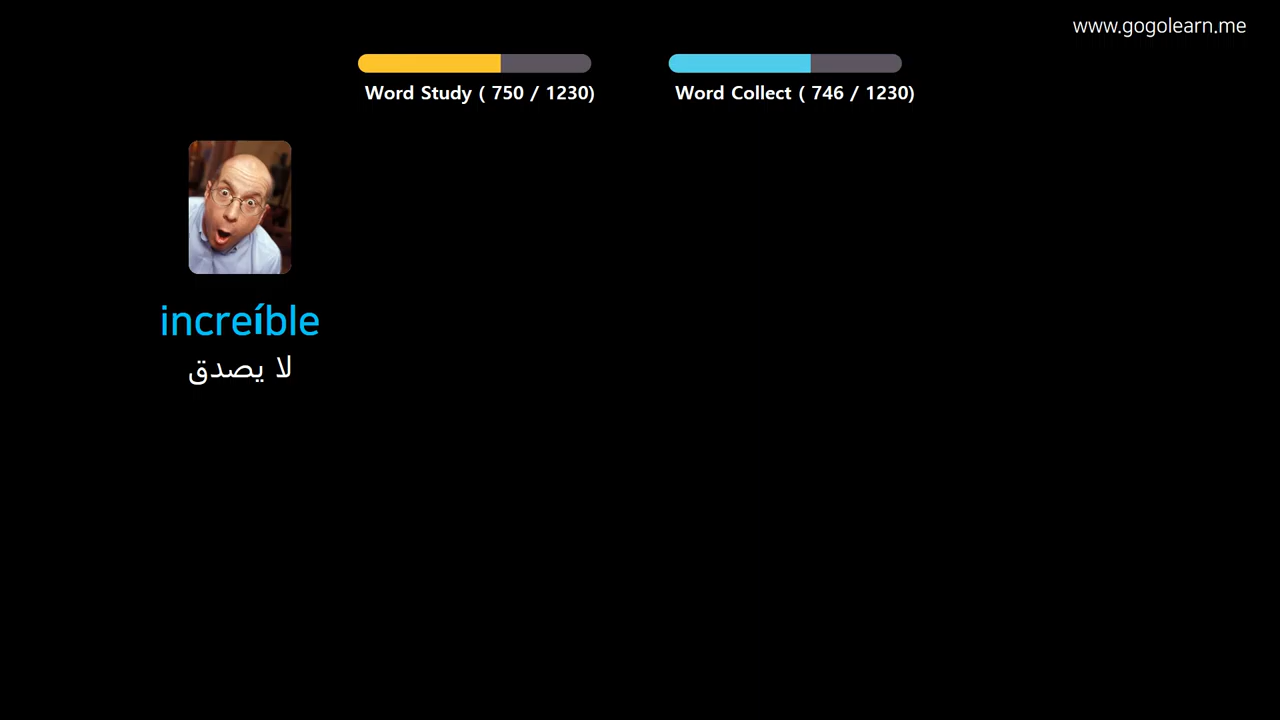 www.gogolearn.me
Word Study ( 750 / 1230)
Word Collect ( 746 / 1230)
increíble
لا يصدق